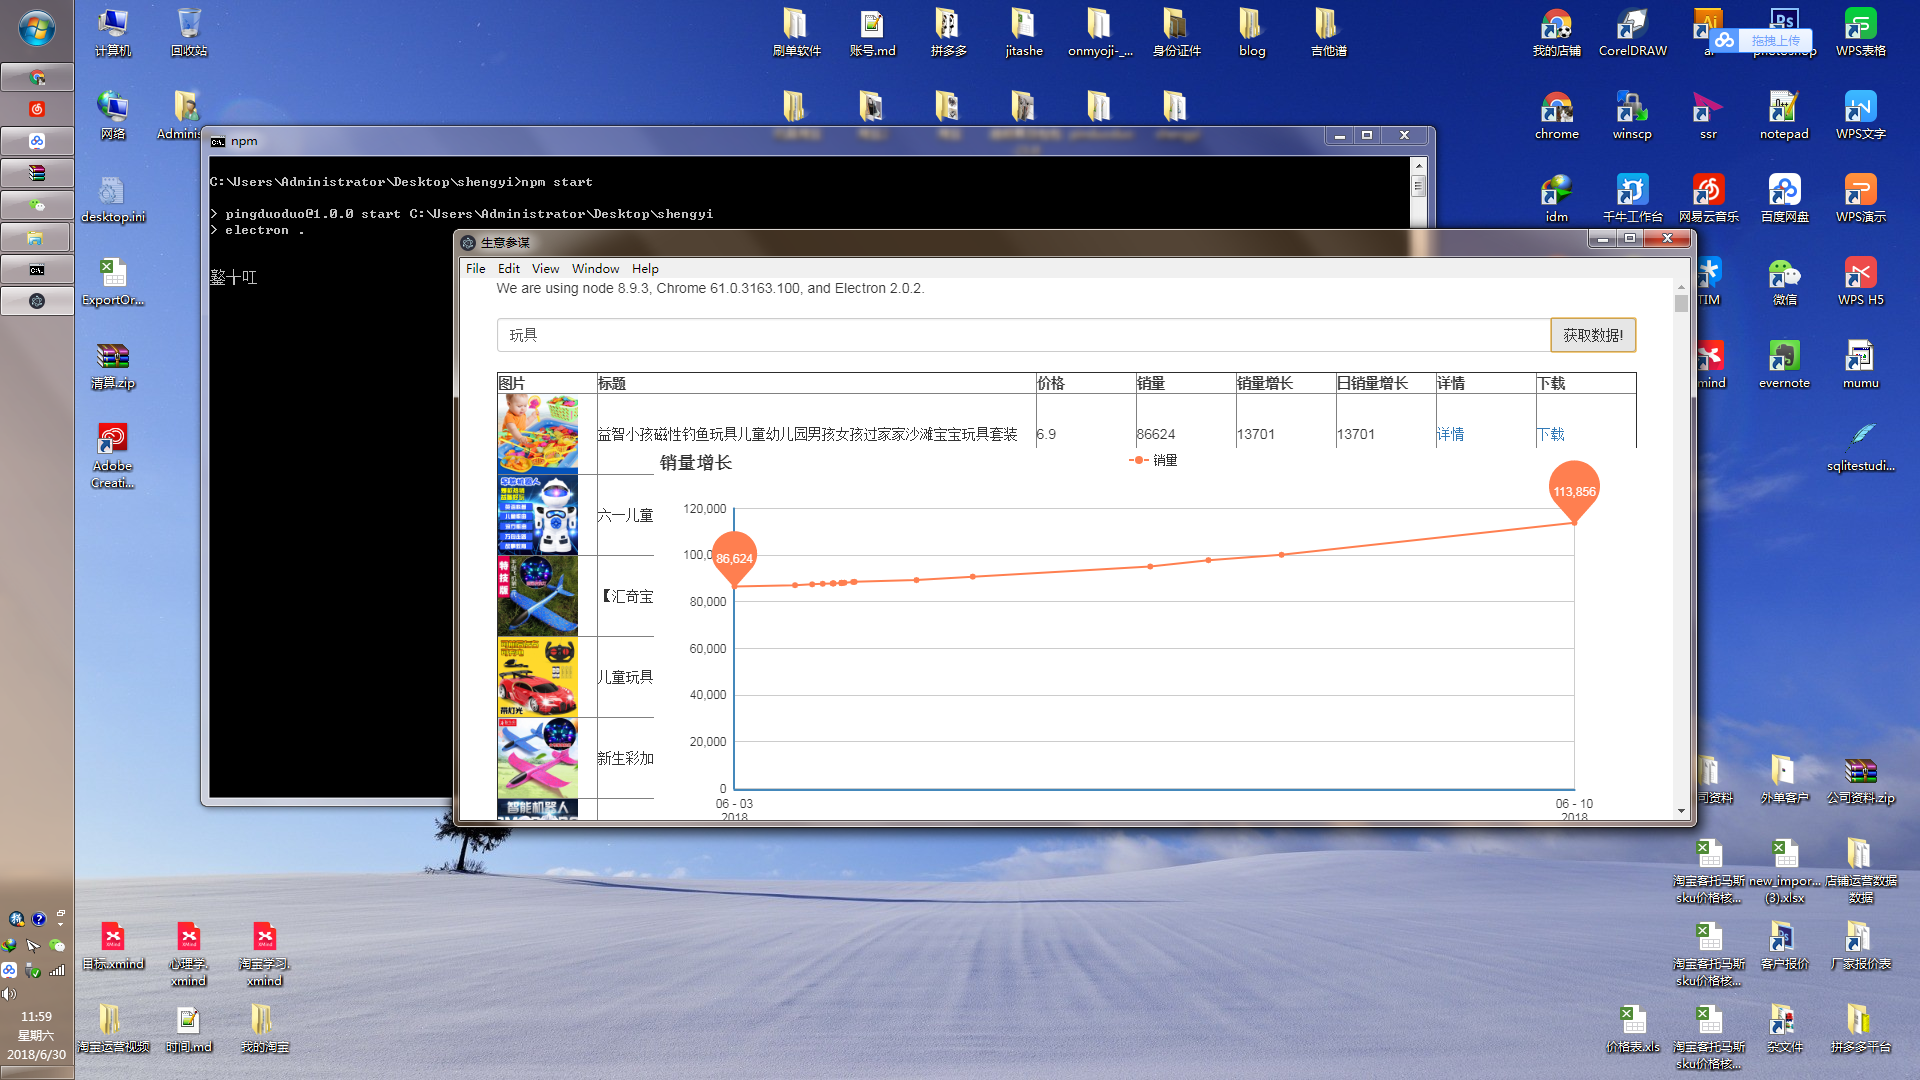 计算机
回收站
刷单软件
账号.md
拼多多
jitashe
onmyoji-_...
身份证件
blog
吉他谱
我的店铺
CorelDRAW
ai
photoshop
拖拽上传
WPS表格
网络
Adminis
chrome
winscp
ssr
notepad
WPS文字
npm
C:\Users\Administrator\Desktop\shengyi>npm start
> pingduoduo@1.0.0 start C:\Users\Administrator\Desktop\shengyi
> electron .
desktop.ini
idm
千牛工作台
网易云音乐
百度网盘
WPS演示
生意参谋
File Edit View Window Help
We are using node 8.9.3, Chrome 61.0.3163.100, and Electron 2.0.2.
玩具
获取数据!
图片 标题 价格 销量 销量增长 日销量增长 详情 下载
益智小孩磁性钓鱼玩具儿童幼儿园男孩女孩过家家沙滩宝宝玩具套装 6.9 86624 13701 13701 详情 下载
销量增长
销量
113,856
120,000
六一儿童
100,0
86,624
【汇奇宝
特技版
80,000
60,000
儿童玩具
40,000
带灯光
20,000
新生彩加
0
智能机器人
06 - 03
2018
06 - 10
2018
ExportOr...
TIM
微信
WPS H5
清算.zip
mind
evernote
mumu
Adobe
Creati...
sqlitestudi...
司资料
外单客户
公司资料.zip
淘宝客托马斯
sku价格核...
new_impor...
(3).xlsx
店铺运营数据
数据
目标.xmind
心理学.
xmind
淘宝学习.
xmind
淘宝客托马斯
sku价格核...
客户报价
厂家报价表
淘宝运营视频
时间.md
我的淘宝
价格表.xls
淘宝客托马斯
sku价格核...
杂文件
拼多多平台
11:59
星期六
2018/6/30